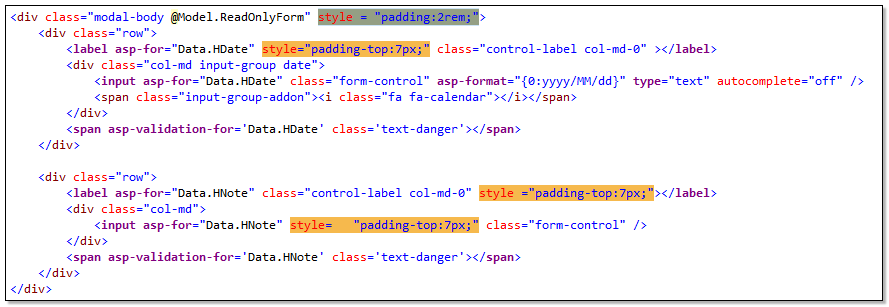 <div class="modal-body @Model.ReadOnlyForm" style = "padding:2rem;">
    <div class="row">
        <label asp-for="Data.HDate" style="padding-top:7px;" class="control-label col-md-0" ></label>
        <div class="col-md input-group date">
            <input asp-for="Data.HDate" class="form-control" asp-format="{0:yyyy/MM/dd}" type="text" autocomplete="off" />
            <span class="input-group-addon"><i class="fa fa-calendar"></i></span>
        </div>
        <span asp-validation-for='Data.HDate' class='text-danger'></span>
    </div>

    <div class="row">
        <label asp-for="Data.HNote" class="control-label col-md-0" style ="padding-top:7px;"></label>
        <div class="col-md">
            <input asp-for="Data.HNote" style=   "padding-top:7px;" class="form-control" />
        </div>
        <span asp-validation-for='Data.HNote' class='text-danger'></span>
    </div>
</div>